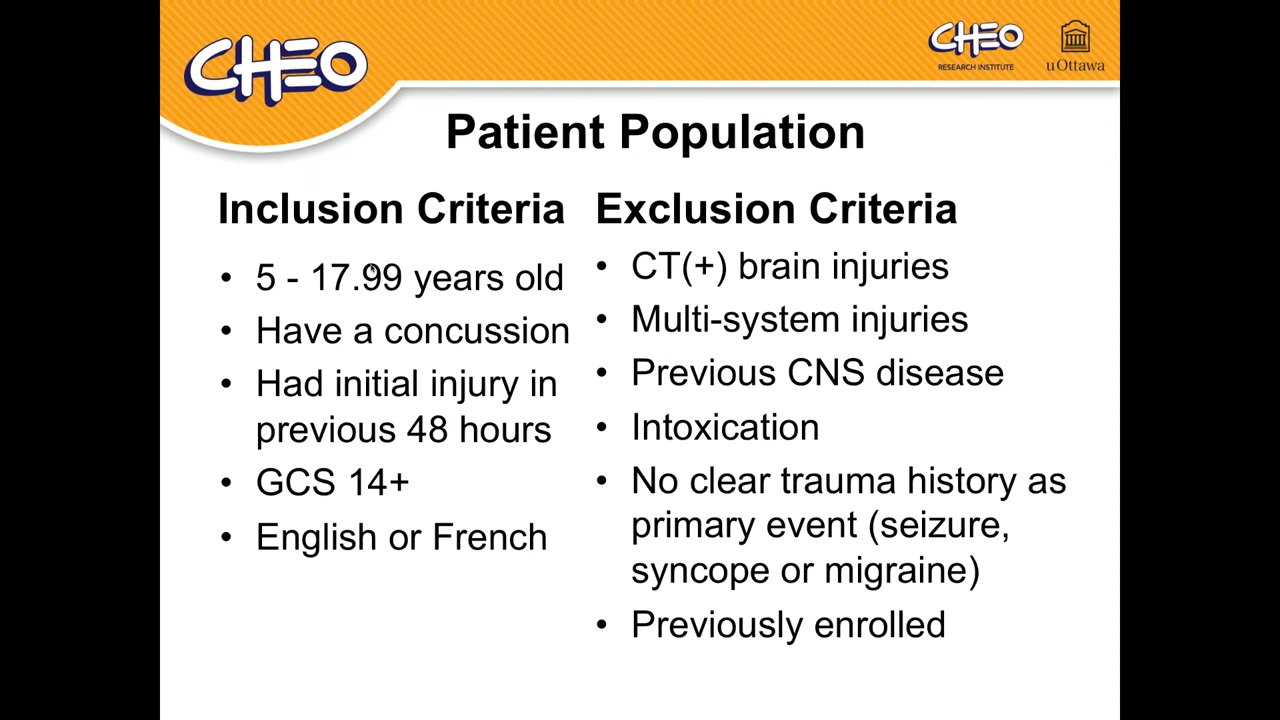 CHEO
CHEO
RESEARCH INSTITUTE
uOttawa
Patient Population
Inclusion Criteria
• 5 - 17.99 years old
• Have a concussion
• Had initial injury in
previous 48 hours
• GCS 14+
• English or French
Exclusion Criteria
• CT(+) brain injuries
• Multi-system injuries
• Previous CNS disease
• Intoxication
• No clear trauma history as
primary event (seizure,
syncope or migraine)
• Previously enrolled